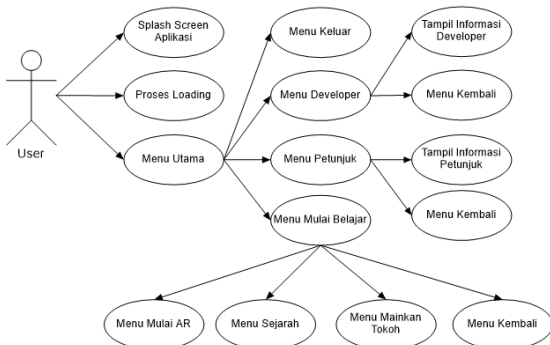 Splash Screen
Aplikasi
Menu Keluar
Tampil Informasi
Developer
Proses Loading
Menu Developer
Menu Kembali
User
Menu Utama
Menu Petunjuk
Tampil Informasi
Petunjuk
Menu Kembali
Menu Mulai Belajar
Menu Mulai AR
Menu Sejarah
Menu Mainkan
Tokoh
Menu Kembali